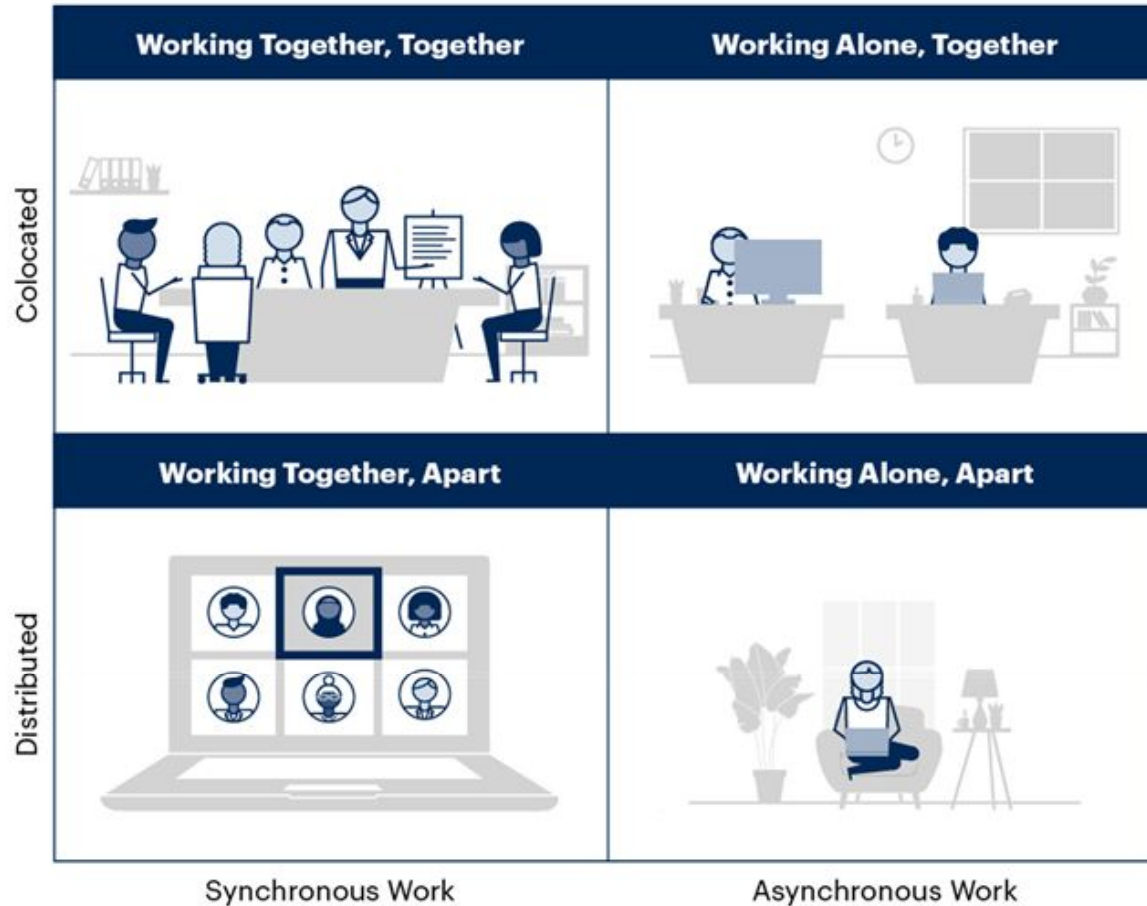 Working Together, Together
Working Alone, Together
Colocated
Working Together, Apart
Working Alone, Apart
Distributed
Synchronous Work
Asynchronous Work